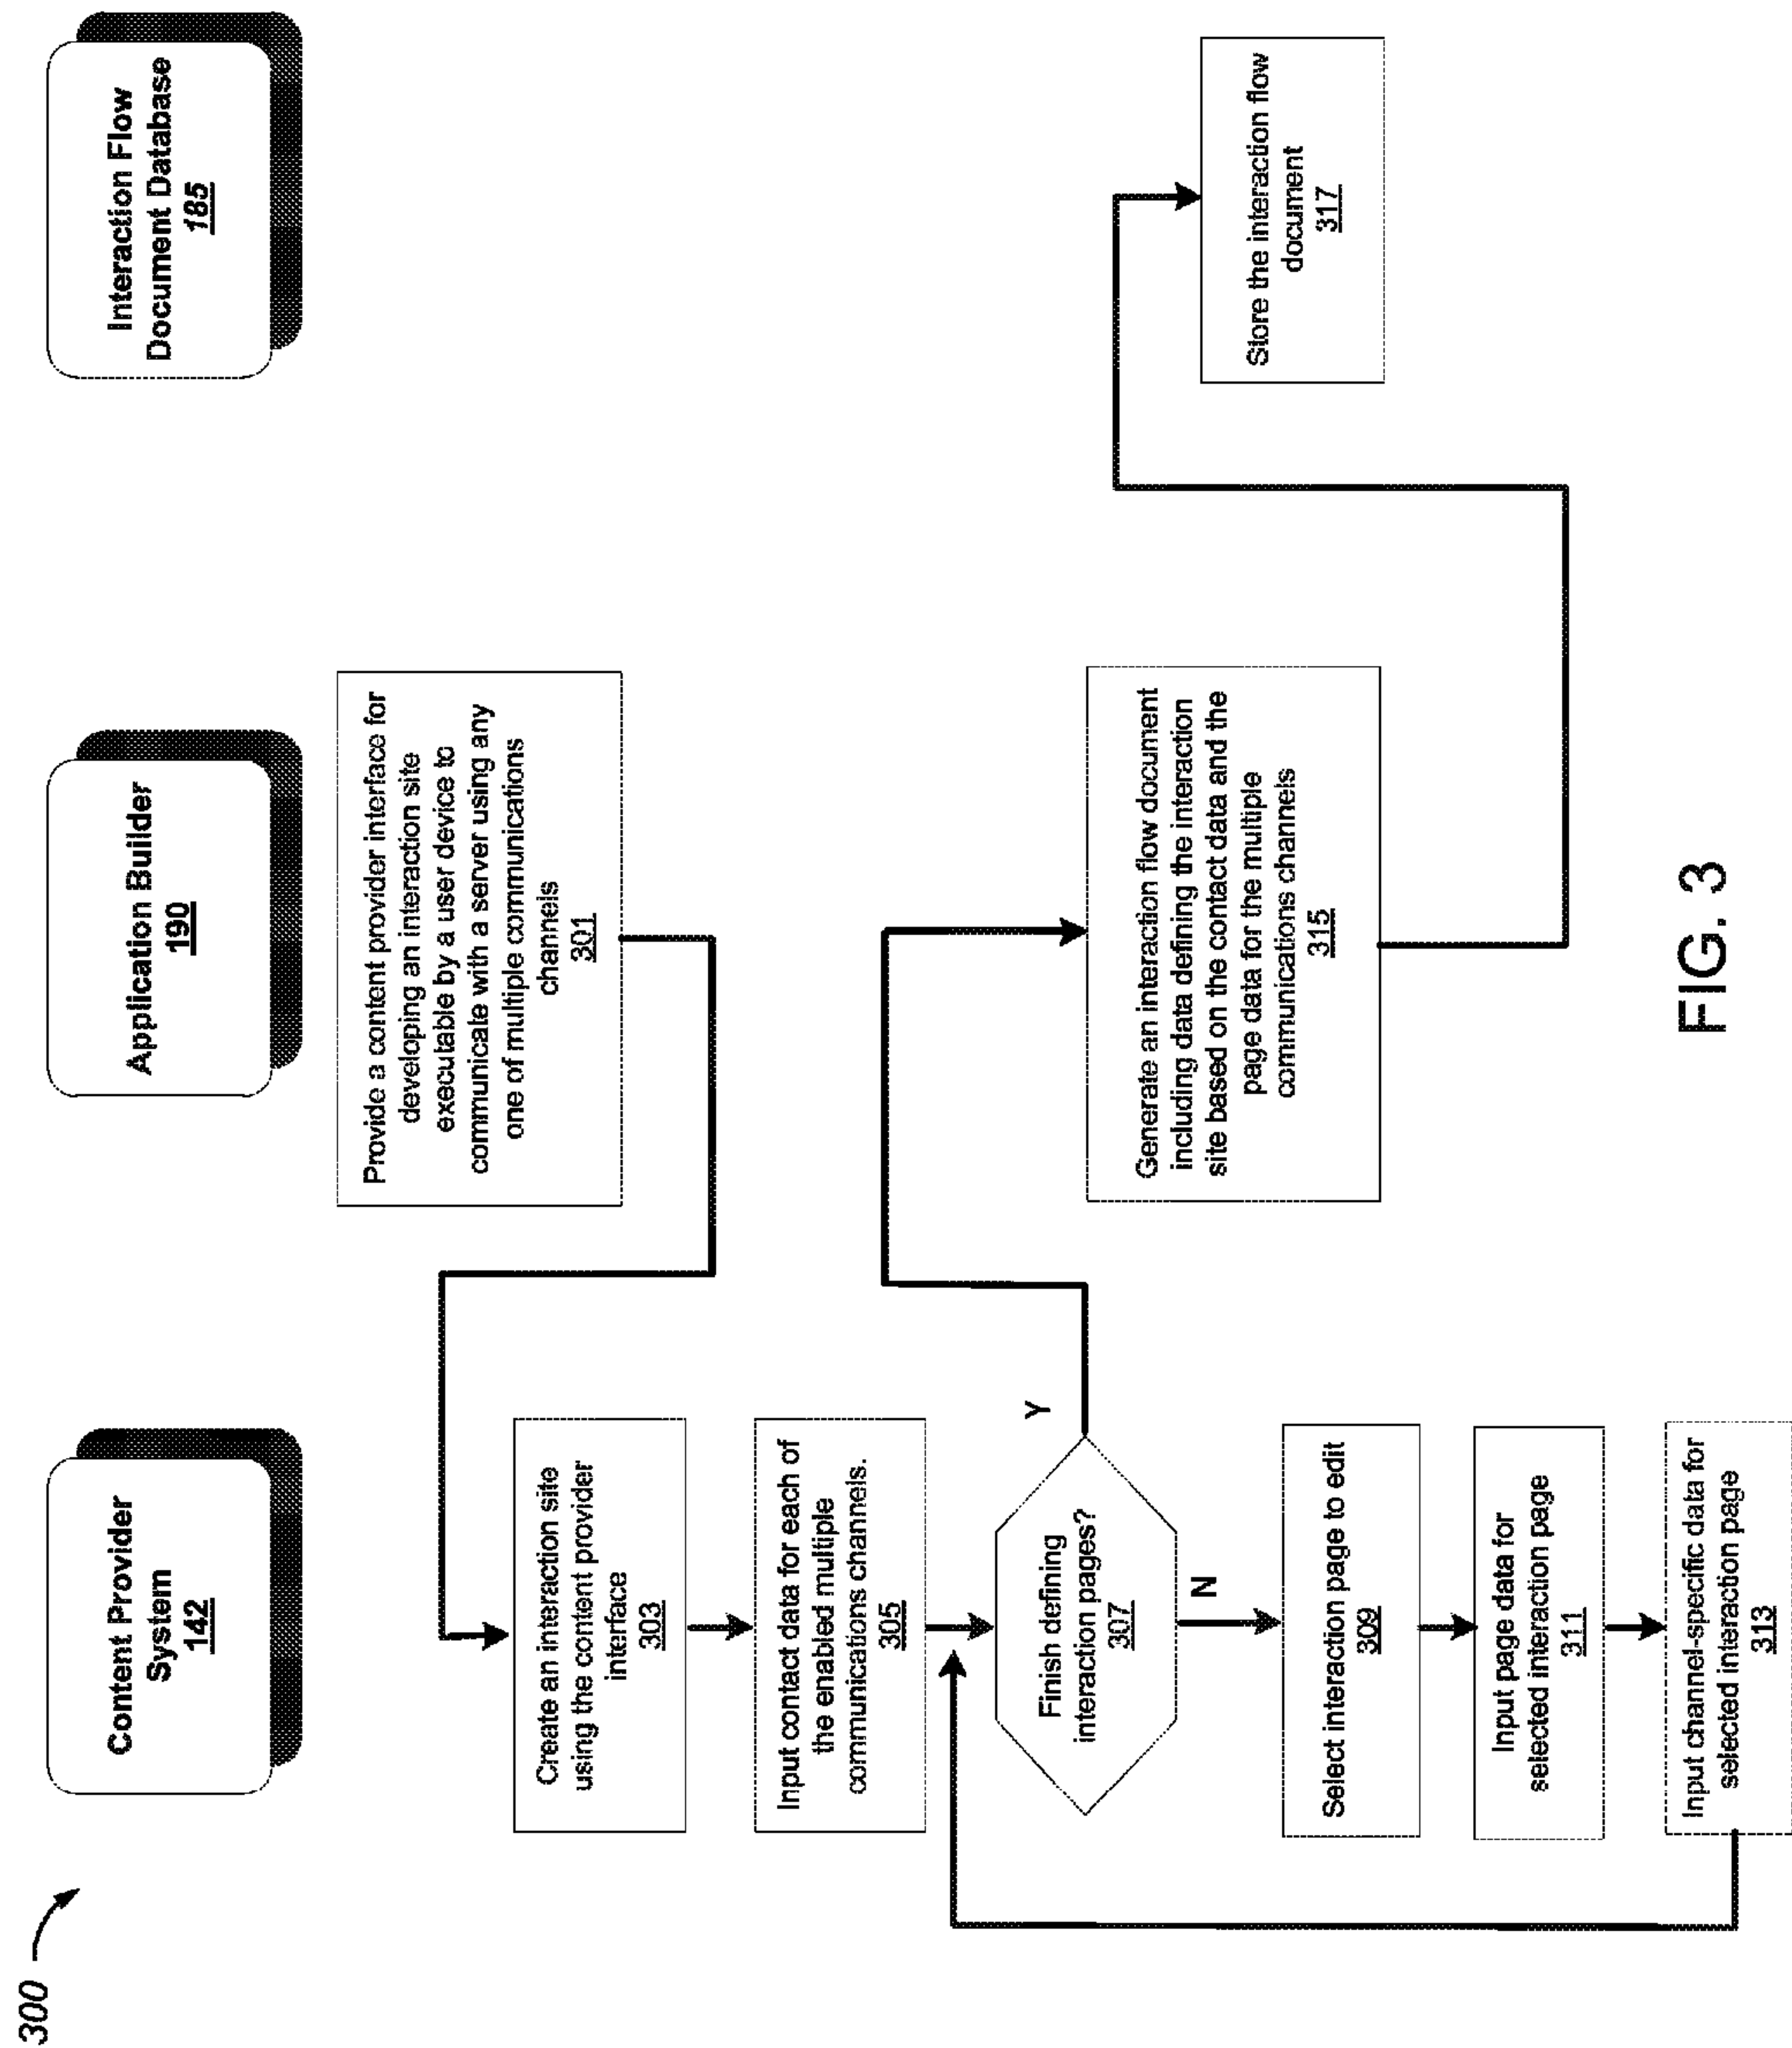 300
Content Provider
System
142
Application Builder
190
Interaction Flow
Document Database
185
Provide a content provider interface for
developing an interaction site
executable by a user device to
communicate with a server using any
one of multiple communications
channels
301
Create an interaction site
using the content provider
interface
303
Input contact data for each of
the enabled multiple
communications channels.
305
Finish defining
interaction pages?
307
Y
N
Select interaction page to edit
309
Input page data for
selected interaction page
311
Input channel-specific data for
selected interaction page
313
Generate an interaction flow document
including data defining the interaction
site based on the contact data and the
page data for the multiple
communications channels
315
Store the interaction flow
document
317
FIG. 3